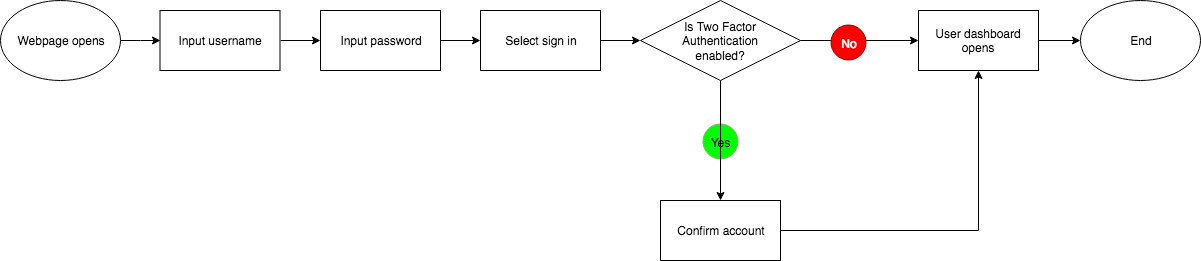 Webpage opens
Input username
Input password
Select sign in
Is Two Factor
Authentication
enabled?
No
User dashboard
opens
End
Yes
Confirm account